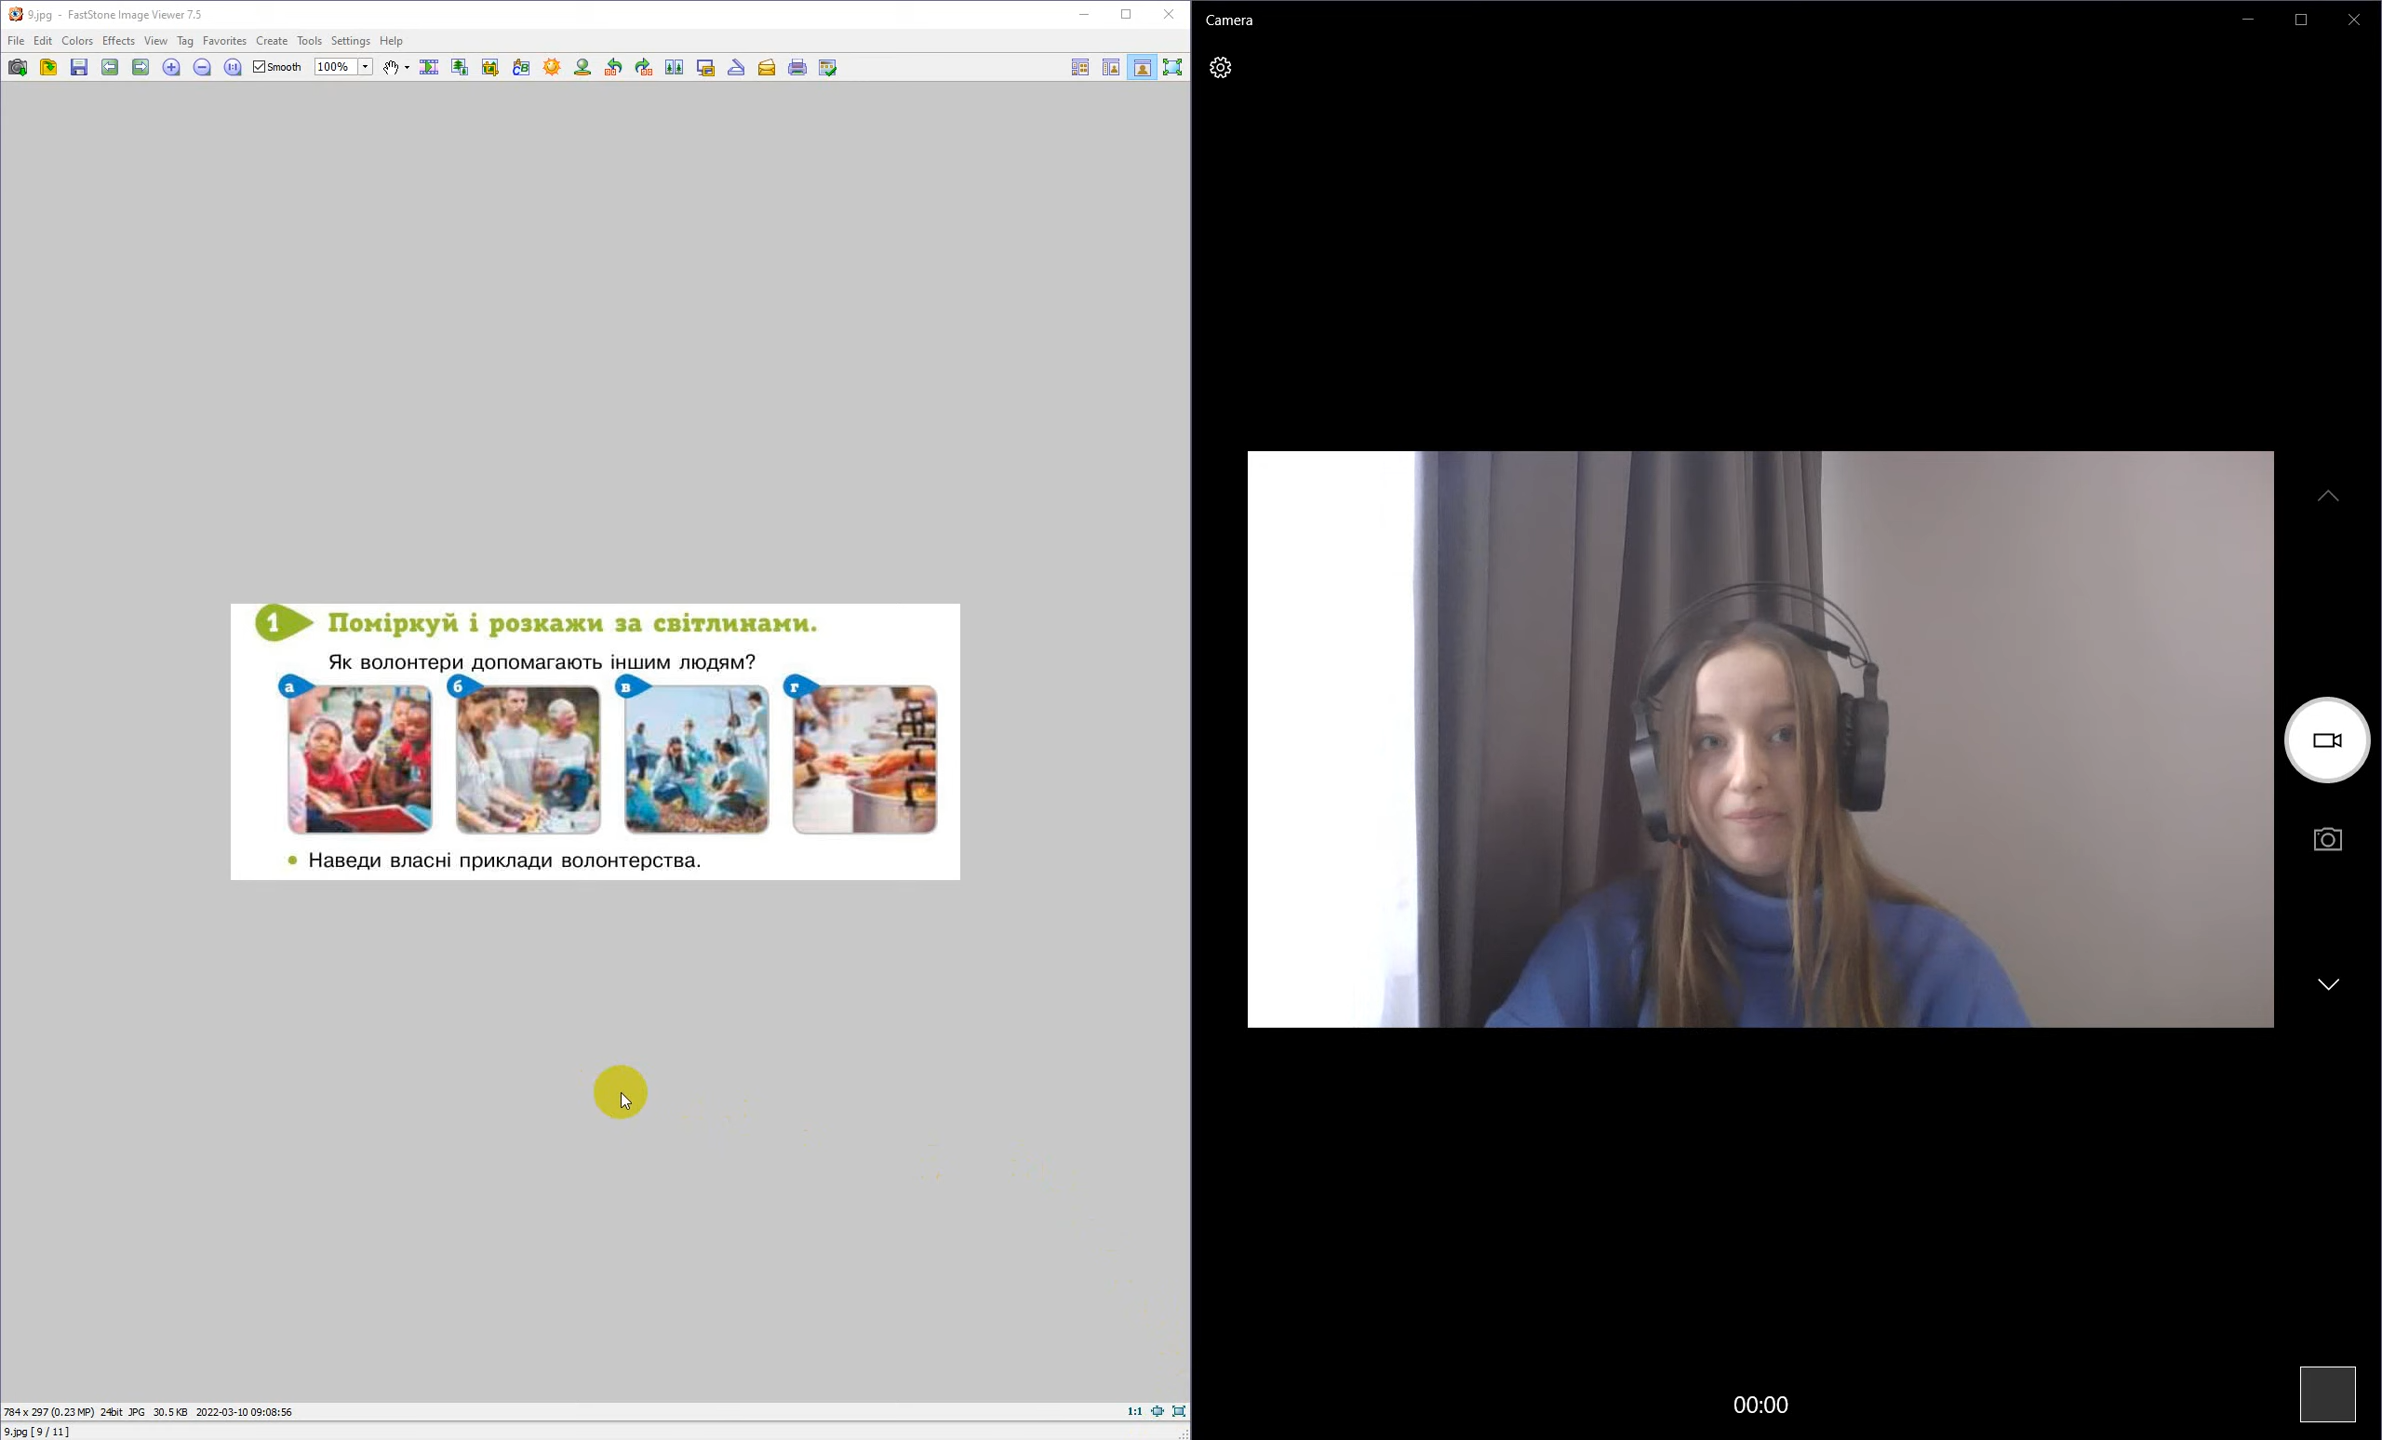 9.jpg - FastStone Image Viewer 7.5
File Edit Colors Effects View Tag Favorites Create Tools Settings Help
Smooth 100%
1 Поміркуй і розкажи за світлинами.
Як волонтери допомагають іншим людям?
а б в г
Наведи власні приклади волонтерства.
784 x 297 (0.23 MP) 24bit JPG 30.5 KB 2022-03-10 09:08:56
1:1
9.jpg [ 9 / 11 ]
Camera
00:00